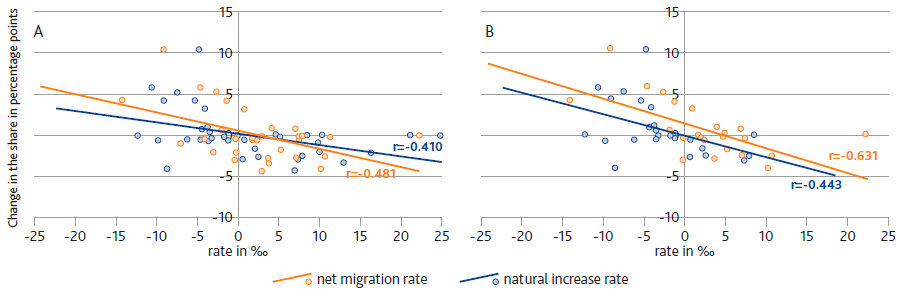 Change in the share in percentage points
A
15
10
5
-5
-10
-25 -20 -15 -10 -5 0 5 10 15 20 25
rate in ‰
r=-0.410
r=-0.481
B
15
10
5
-5
-10
-25 -20 -15 -10 -5 0 5 10 15 20 25
rate in ‰
r=-0.631
r=-0.443
net migration rate natural increase rate